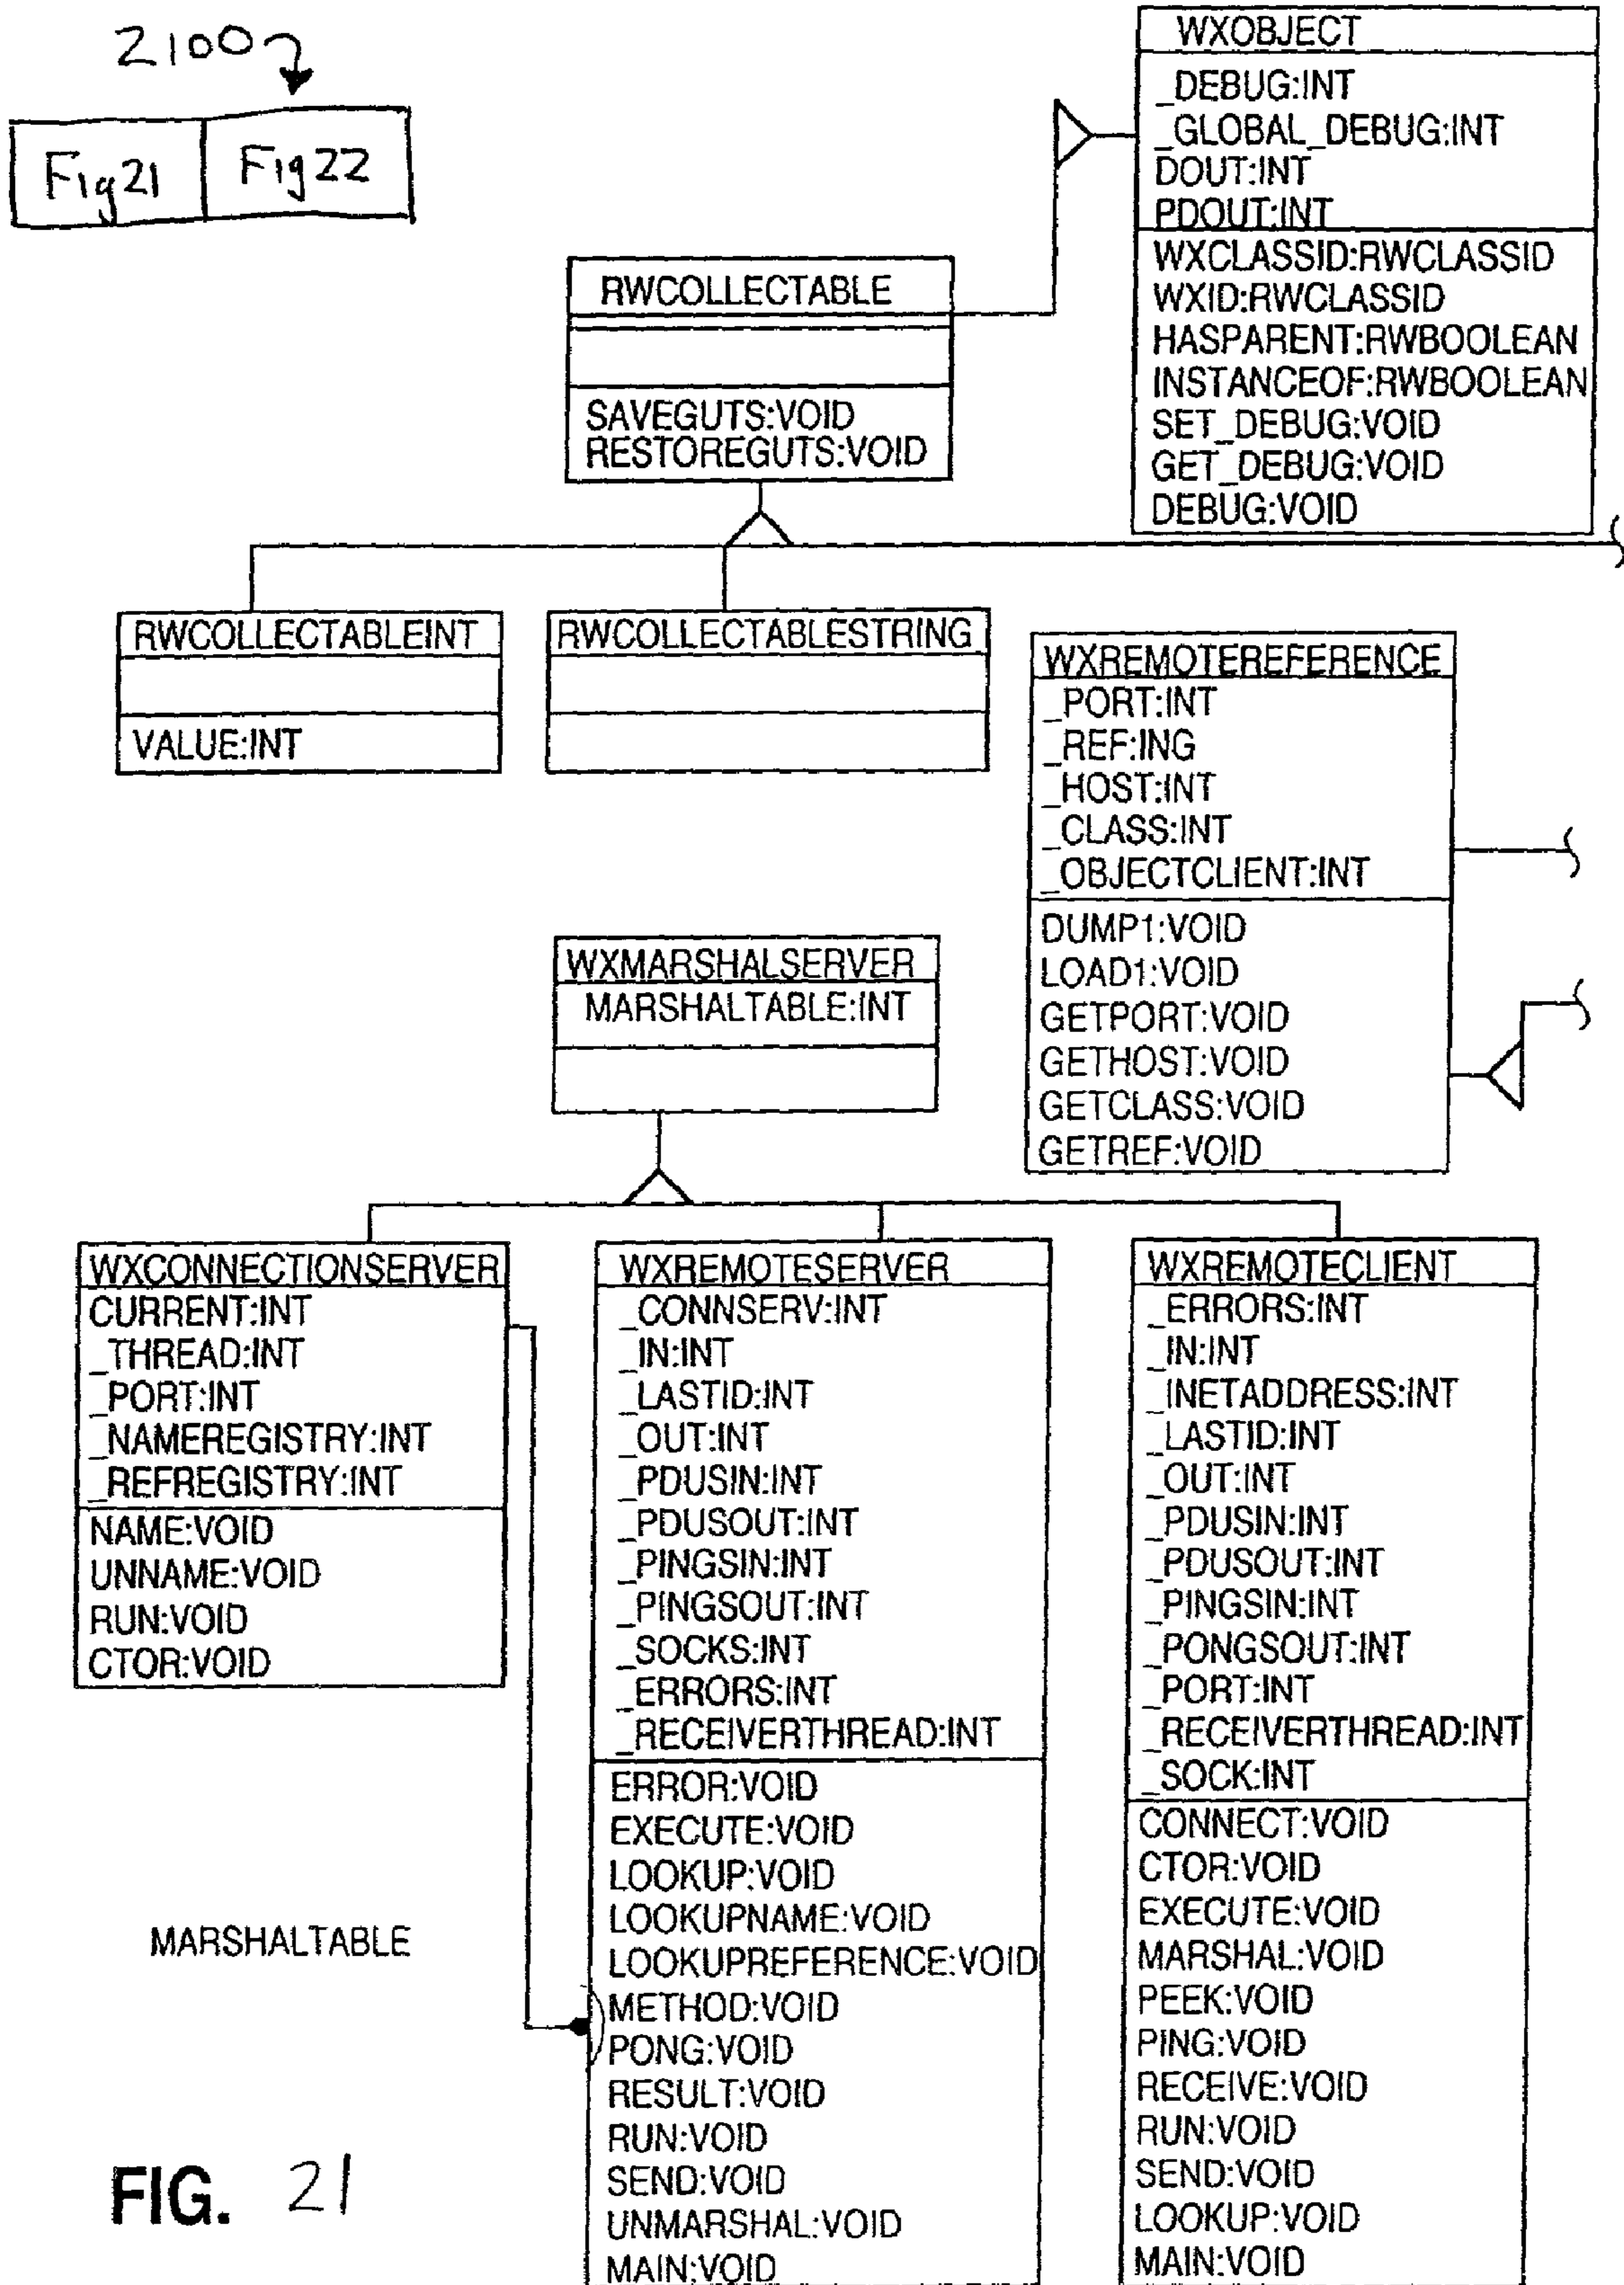 2100
Fig21
Fig22
WXOBJECT
_DEBUG:INT
_GLOBAL_DEBUG:INT
DOUT:INT
PDOUT:INT
WXCLASSID:RWCLASSID
WXID:RWCLASSID
HASPARENT:RWBOOLEAN
INSTANCEOF:RWBOOLEAN
SET_DEBUG:VOID
GET_DEBUG:VOID
DEBUG:VOID
RWCOLLECTABLE
SAVEGUTS:VOID
RESTOREGUTS:VOID
RWCOLLECTABLEINT
VALUE:INT
RWCOLLECTABLESTRING
WXREMOTEREFERENCE
_PORT:INT
_REF:ING
_HOST:INT
_CLASS:INT
_OBJECTCLIENT:INT
DUMP1:VOID
LOAD1:VOID
GETPORT:VOID
GETHOST:VOID
GETCLASS:VOID
GETREF:VOID
WXMARSHALSERVER
MARSHALTABLE:INT
WXCONNECTIONSERVER
CURRENT:INT
_THREAD:INT
_PORT:INT
_NAMEREGISTRY:INT
_REFREGISTRY:INT
NAME:VOID
UNNAME:VOID
RUN:VOID
CTOR:VOID
WXREMOTESERVER
_CONNSERV:INT
_IN:INT
_LASTID:INT
_OUT:INT
_PDUSIN:INT
_PDUSOUT:INT
_PINGSIN:INT
_PINGSOUT:INT
_SOCKS:INT
_ERRORS:INT
_RECEIVERTHREAD:INT
ERROR:VOID
EXECUTE:VOID
LOOKUP:VOID
LOOKUPNAME:VOID
LOOKUPREFERENCE:VOID
METHOD:VOID
PONG:VOID
RESULT:VOID
RUN:VOID
SEND:VOID
UNMARSHAL:VOID
MAIN:VOID
WXREMOTECLIENT
_ERRORS:INT
_IN:INT
_INETADDRESS:INT
_LASTID:INT
_OUT:INT
_PDUSIN:INT
_PDUSOUT:INT
_PINGSIN:INT
_PONGSOUT:INT
_PORT:INT
_RECEIVERTHREAD:INT
_SOCK:INT
CONNECT:VOID
CTOR:VOID
EXECUTE:VOID
MARSHAL:VOID
PEEK:VOID
PING:VOID
RECEIVE:VOID
RUN:VOID
SEND:VOID
LOOKUP:VOID
MAIN:VOID
MARSHALTABLE
FIG. 21